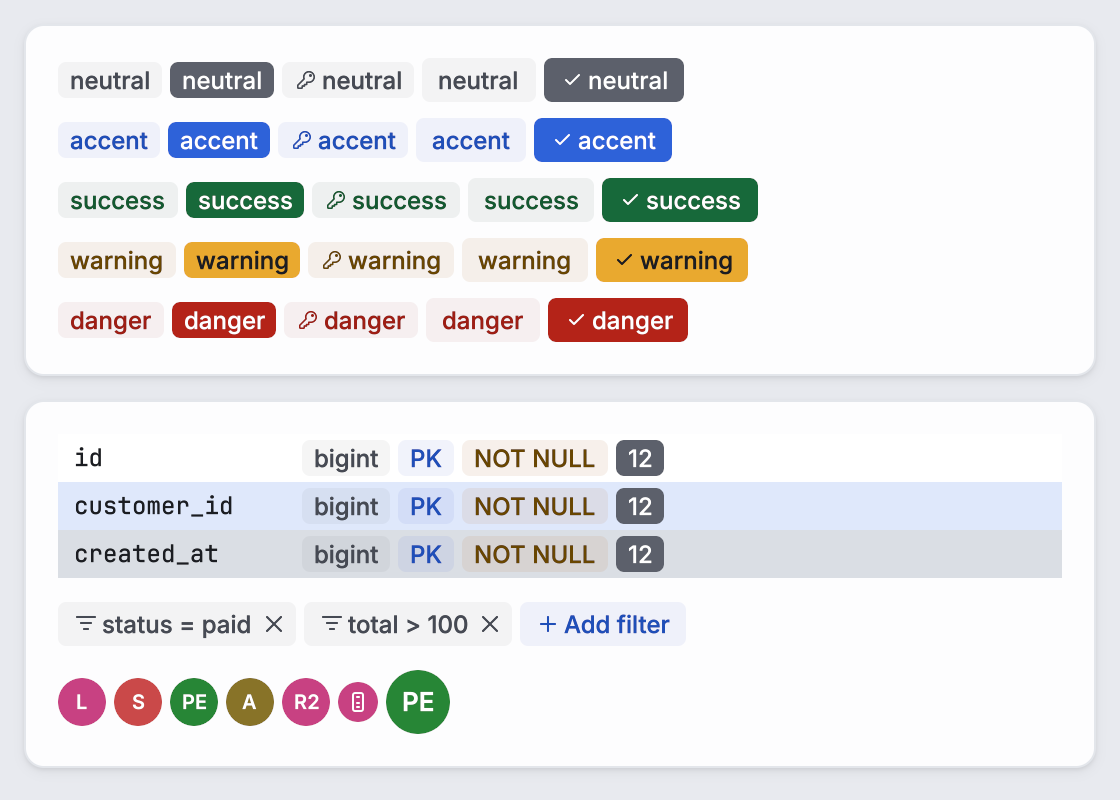 neutral neutral neutral neutral neutral
accent accent accent accent accent
success success success success success
warning warning warning warning warning
danger danger danger danger danger
id bigint PK NOT NULL 12
customer_id bigint PK NOT NULL 12
created_at bigint PK NOT NULL 12
status = paid total > 100 + Add filter
L S PE A R2 PE